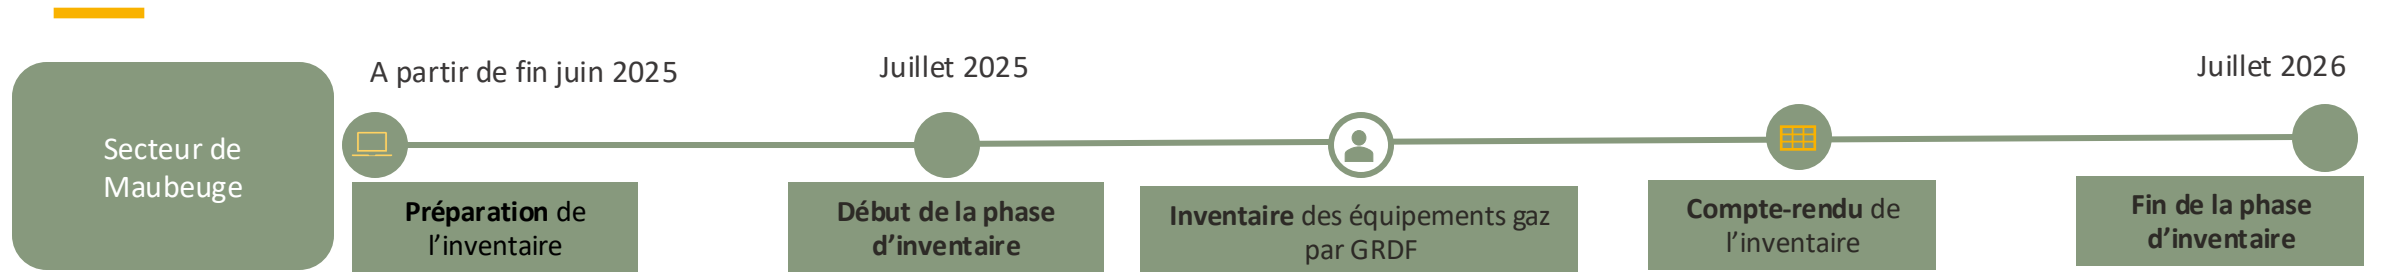 Secteur de
Maubeuge
A partir de fin juin 2025
Préparation de
l’inventaire
Juillet 2025
Début de la phase
d’inventaire
Inventaire des équipements gaz
par GRDF
Compte-rendu de
l’inventaire
Juillet 2026
Fin de la phase
d’inventaire